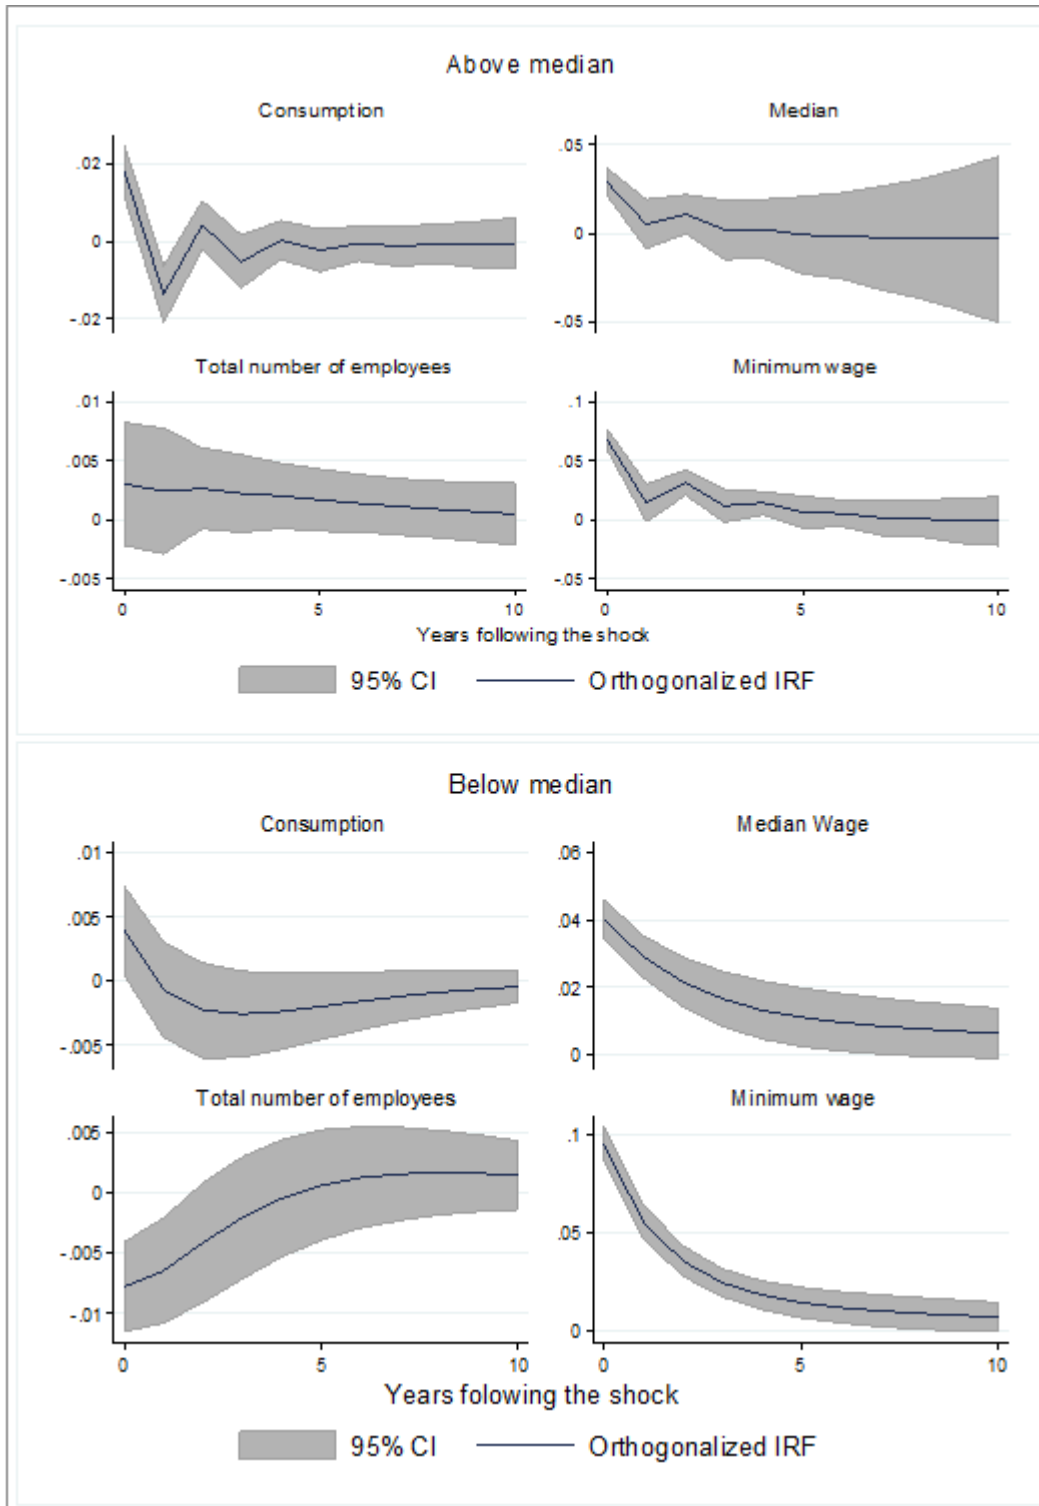 Above median
Consumption
Median
.02
0
-.02
.05
0
-.05
Total number of employees
Minimum wage
.01
.005
0
-.005
.1
.05
0
-.05
0 5 10
0 5 10
Years following the shock
95% CI Orthogonalized IRF
Below median
Consumption
Median Wage
.01
.005
0
-.005
.06
.04
.02
0
Total number of employees
Minimum wage
.005
0
-.005
-.01
.1
.05
0
0 5 10
0 5 10
Years folowing the shock
95% CI Orthogonalized IRF